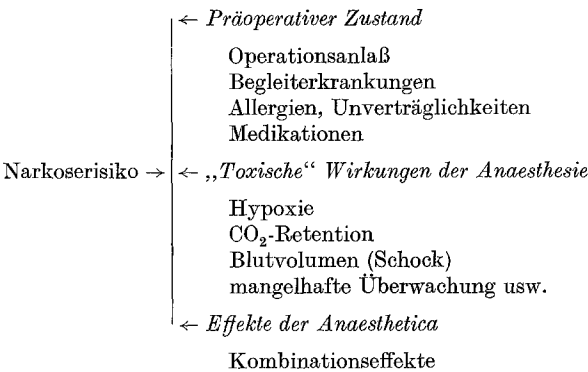 ← Präoperativer Zustand
Operationsanlaß
Begleiterkrankungen
Allergien, Unverträglichkeiten
Medikationen
Narkoserisiko → ← „Toxische“ Wirkungen der Anaesthesie
Hypoxie
CO₂-Retention
Blutvolumen (Schock)
mangelhafte Überwachung usw.
← Effekte der Anaesthetica
Kombinationseffekte